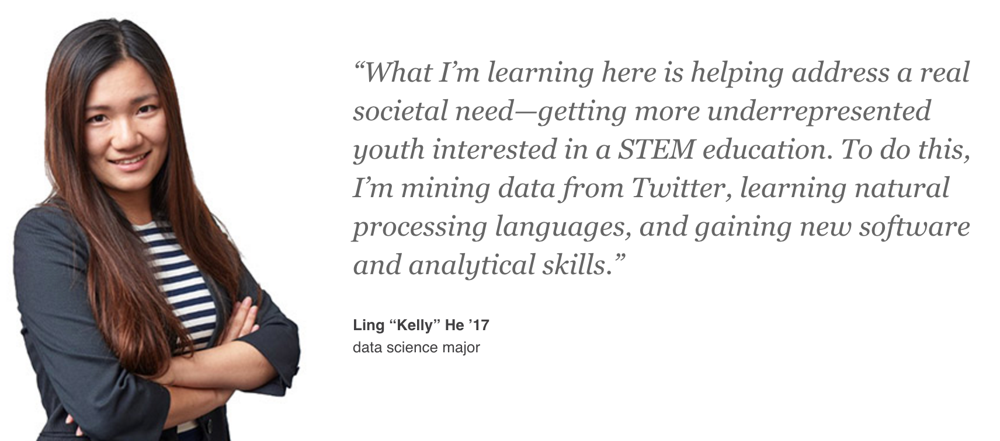 “What I’m learning here is helping address a real
societal need—getting more underrepresented
youth interested in a STEM education. To do this,
I’m mining data from Twitter, learning natural
processing languages, and gaining new software
and analytical skills.”
Ling “Kelly” He ’17
data science major